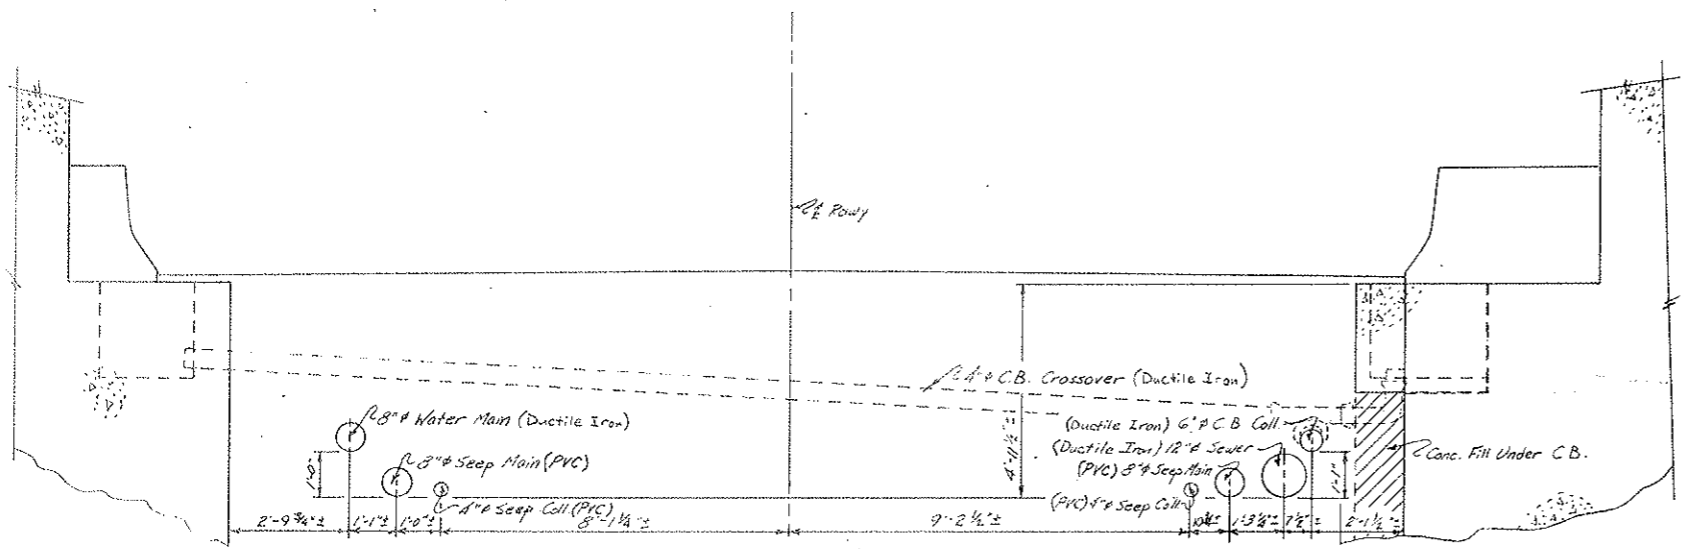 ℄ Rdwy
4"φ C.B. Crossover (Ductile Iron)
8"φ Water Main (Ductile Iron)
(Ductile Iron) 6"φ C.B Coll.
(Ductile Iron) 12"φ Sewer
8"φ Seep Main (PVC)
(PVC) 8"φ Seep Main
Conc. Fill Under C.B.
1'-0"
4'-11½"±
1'-1"
4"φ Seep Coll (PVC)
(PVC) 4"φ Seep Coll.
2'-9¾"±
1'-1"±
1'-0"±
8'-1¼"±
9'-2½"±
1'-3¼"±
7½"±
2'-1½"±